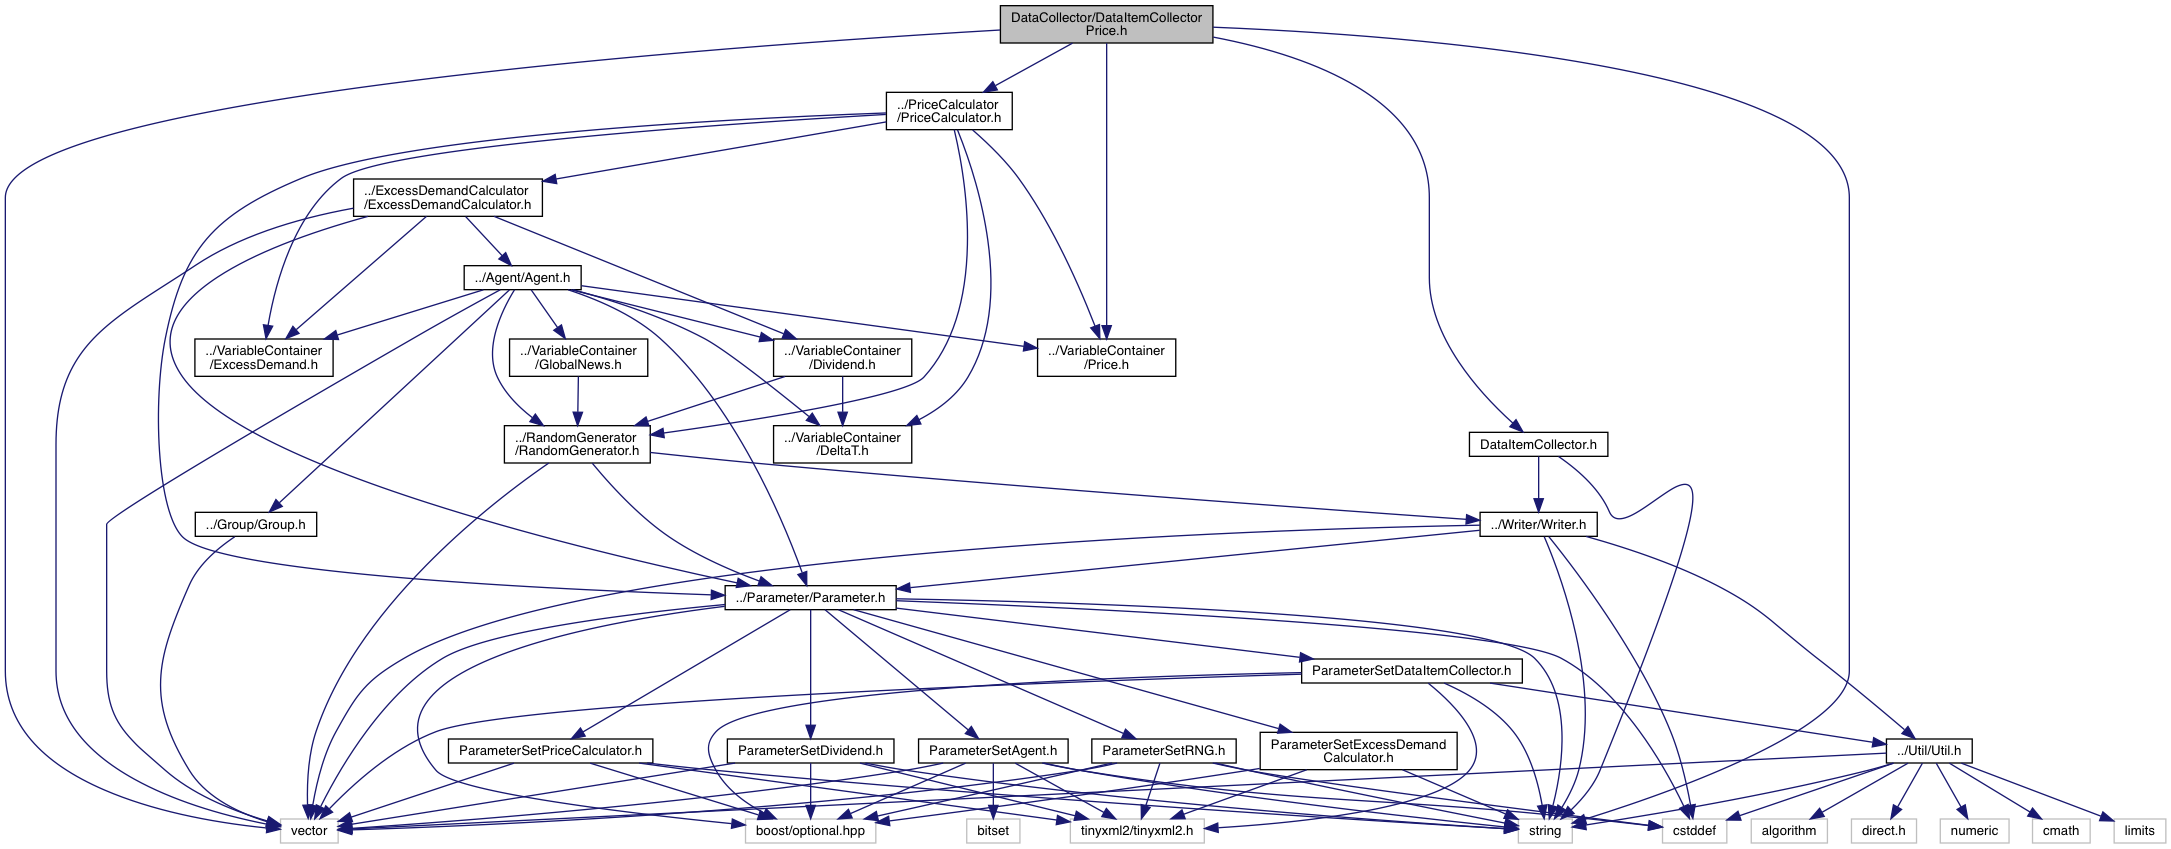 DataCollector/DataItemCollector
Price.h
../PriceCalculator
/PriceCalculator.h
../ExcessDemandCalculator
/ExcessDemandCalculator.h
../Agent/Agent.h
../VariableContainer
/ExcessDemand.h
../VariableContainer
/GlobalNews.h
../VariableContainer
/Dividend.h
../VariableContainer
/Price.h
../RandomGenerator
/RandomGenerator.h
../VariableContainer
/DeltaT.h
DataItemCollector.h
../Group/Group.h
../Writer/Writer.h
../Parameter/Parameter.h
ParameterSetDataItemCollector.h
ParameterSetPriceCalculator.h
ParameterSetDividend.h
ParameterSetAgent.h
ParameterSetRNG.h
ParameterSetExcessDemand
Calculator.h
../Util/Util.h
vector
boost/optional.hpp
bitset
tinyxml2/tinyxml2.h
string
cstddef
algorithm
direct.h
numeric
cmath
limits